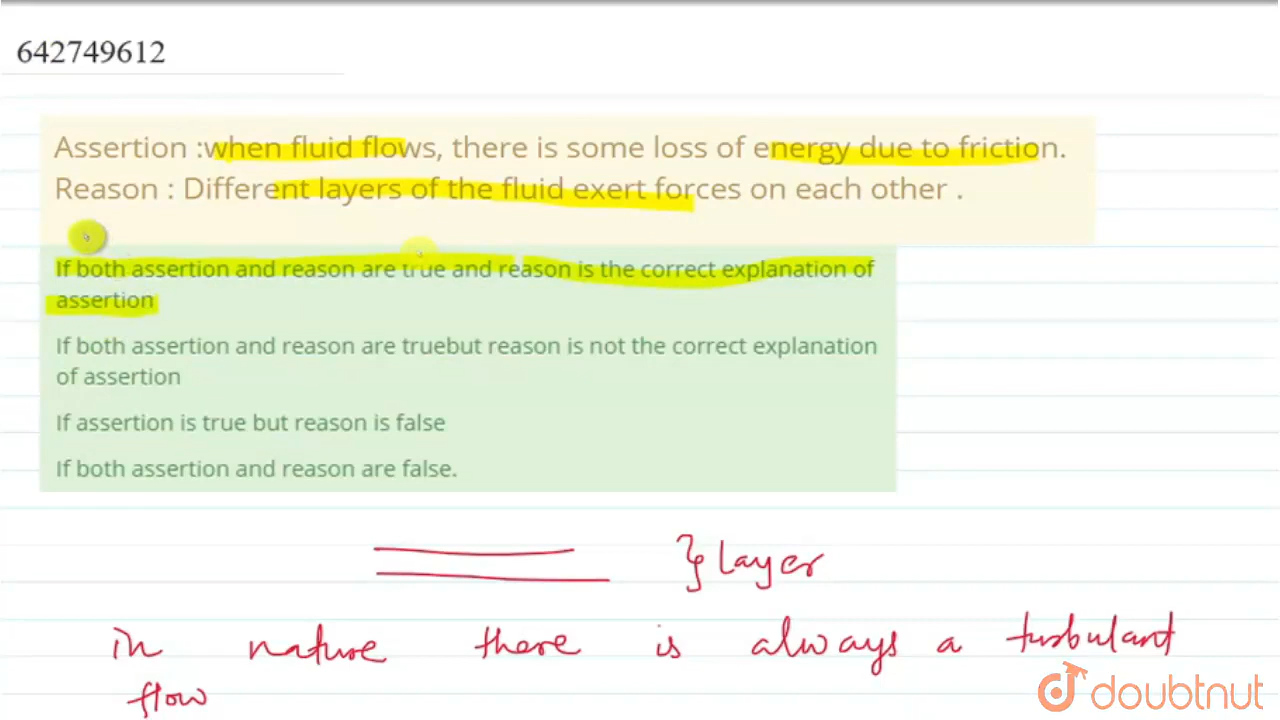 642749612
Assertion :when fluid flows, there is some loss of energy due to friction.
Reason : Different layers of the fluid exert forces on each other .
If both assertion and reason are true and reason is the correct explanation of
assertion
If both assertion and reason are truebut reason is not the correct explanation
of assertion
If assertion is true but reason is false
If both assertion and reason are false.
} layer
in nature there is always a turbulant
flow
doubtnut